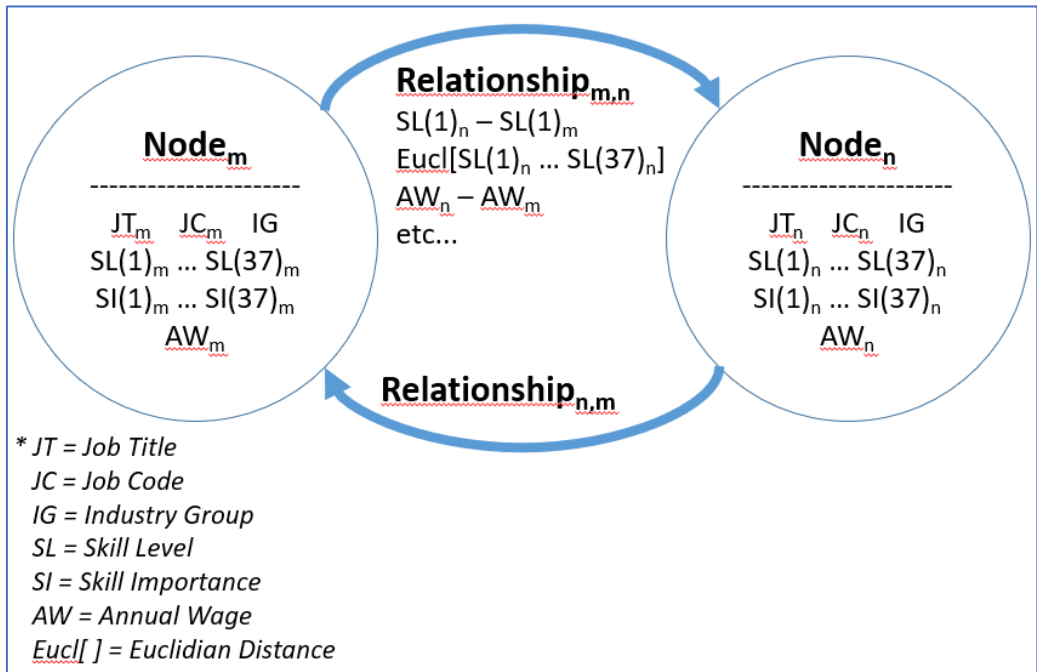 Relationshipm,n
SL(1)n – SL(1)m
Eucl[SL(1)n ... SL(37)n]
AWn – AWm
etc...
Nodem
----------------------
JTm JCm IG
SL(1)m ... SL(37)m
SI(1)m ... SI(37)m
AWm
Noden
----------------------
JTn JCn IG
SL(1)n ... SL(37)n
SI(1)n ... SI(37)n
AWn
Relationshipn,m
* JT = Job Title
JC = Job Code
IG = Industry Group
SL = Skill Level
SI = Skill Importance
AW = Annual Wage
Eucl[ ] = Euclidian Distance